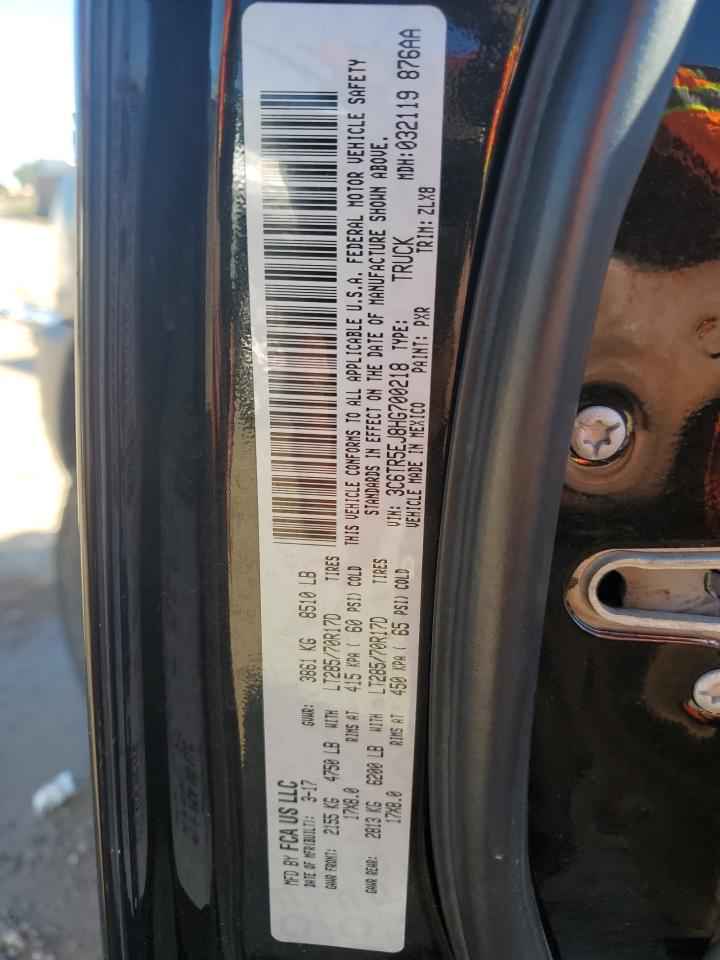 MFD BY FCA US LLC
DATE OF MFR(BUILT): 3-17 GVWR: 3861 KG 8510 LB
GAWR FRONT: 2155 KG 4750 LB WITH LT285/70R17D TIRES
17X8.0 RIMS AT 415 KPA ( 60 PSI) COLD
GAWR REAR: 2813 KG 6200 LB WITH LT285/70R17D TIRES
17X8.0 RIMS AT 450 KPA ( 65 PSI) COLD
THIS VEHICLE CONFORMS TO ALL APPLICABLE U.S.A. FEDERAL MOTOR VEHICLE SAFETY
STANDARDS IN EFFECT ON THE DATE OF MANUFACTURE SHOWN ABOVE.
VIN: 3C6TR5EJ8HG700218 TYPE: TRUCK MDH:032119 876AA
VEHICLE MADE IN MEXICO PAINT: PXR TRIM: ZLX8